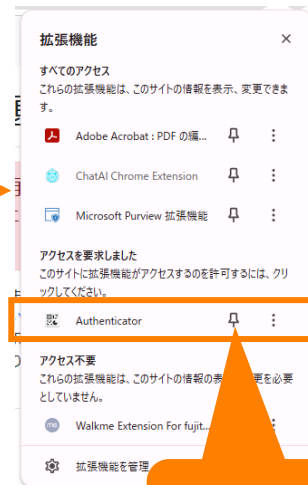 拡張機能
すべてのアクセス
これらの拡張機能は、このサイトの情報を表示、変更できま
す。
Adobe Acrobat : PDF の編...
ChatAI Chrome Extension
Microsoft Purview 拡張機能
アクセスを要求しました
このサイトに拡張機能がアクセスするのを許可するには、クリ
ックしてください。
Authenticator
アクセス不要
これらの拡張機能は、このサイトの情報の表 更を必要
としていません。
me
Walkme Extension For fujit...
拡張機能を管理